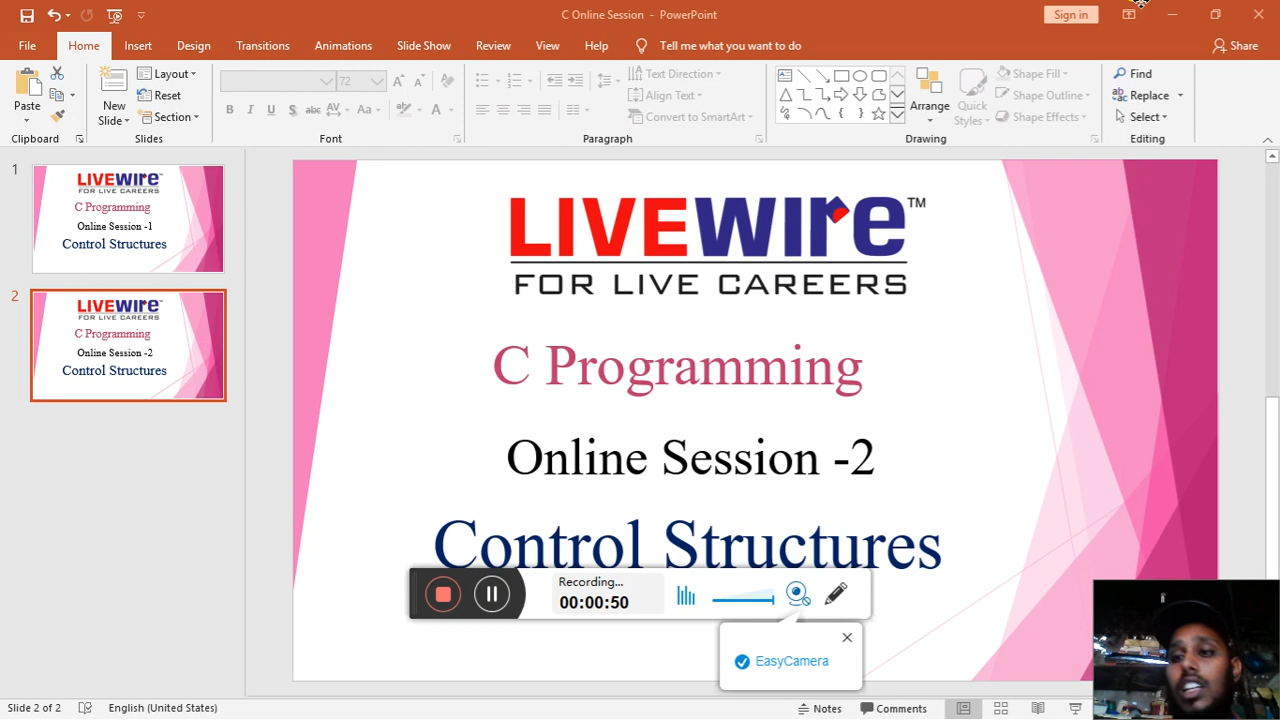 C Online Session - PowerPoint
Sign in
File Home Insert Design Transitions Animations Slide Show Review View Help Tell me what you want to do Share
Paste
New Slide
Layout
Reset
Section
72
B I U S abc AV Aa A
Text Direction
Align Text
Convert to SmartArt
Arrange
Quick Styles
Shape Fill
Shape Outline
Shape Effects
Find
Replace
Select
Clipboard Slides Font Paragraph Drawing Editing
1
LIVEWIRE
FOR LIVE CAREERS
C Programming
Online Session -1
Control Structures
2
LIVEWIRE
FOR LIVE CAREERS
C Programming
Online Session -2
Control Structures
LIVEWIRE™
FOR LIVE CAREERS
C Programming
Online Session -2
Control Structures
Recording...
00:00:50
EasyCamera
Slide 2 of 2 English (United States) Notes Comments